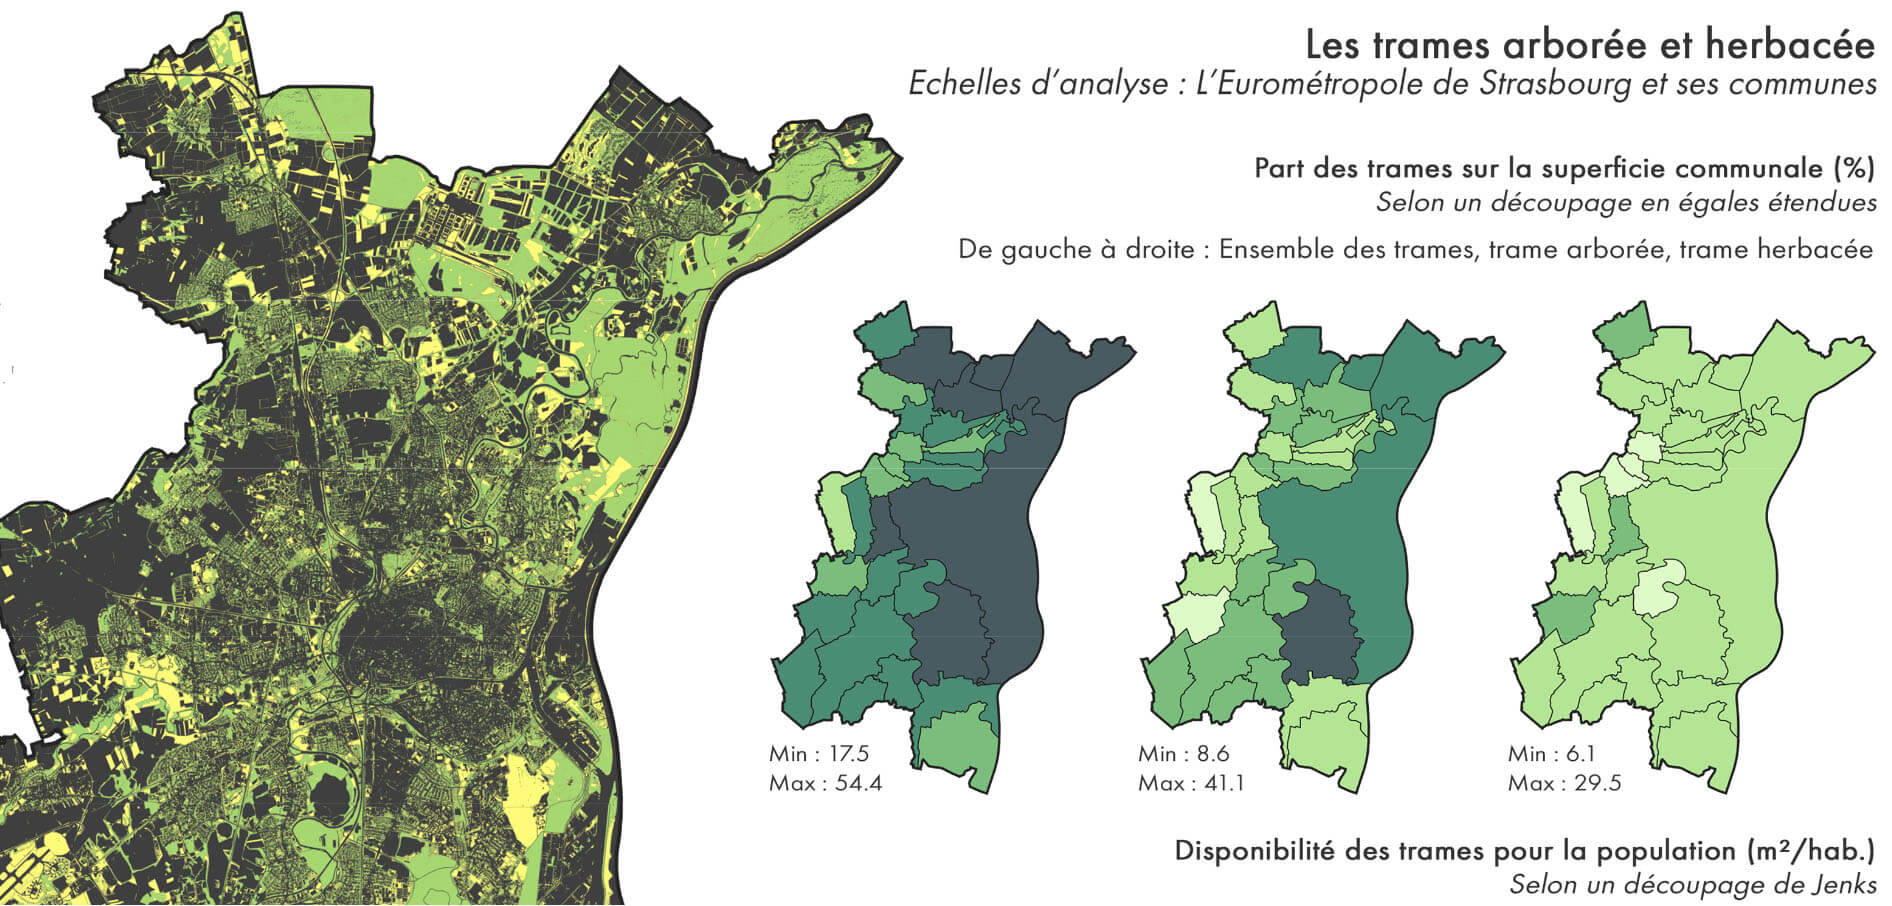 Les trames arborée et herbacée
Echelles d'analyse : L'Eurométropole de Strasbourg et ses communes
Part des trames sur la superficie communale (%)
Selon un découpage en égales étendues
De gauche à droite : Ensemble des trames, trame arborée, trame herbacée
Min : 17.5
Max : 54.4
Min : 8.6
Max : 41.1
Min : 6.1
Max : 29.5
Disponibilité des trames pour la population (m²/hab.)
Selon un découpage de Jenks